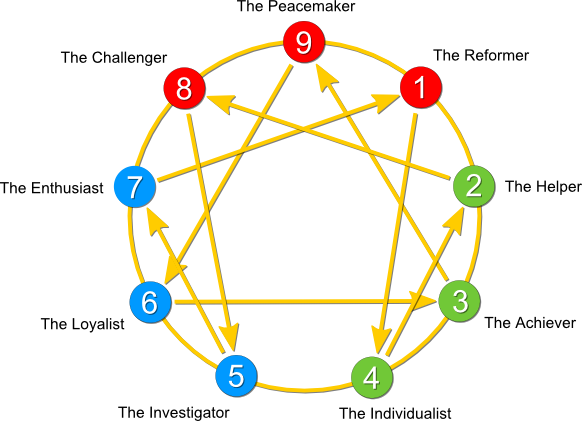 The Peacemaker
9
The Challenger
The Reformer
8
1
The Enthusiast
7
2
The Helper
6
3
The Loyalist
The Achiever
5
4
The Investigator
The Individualist